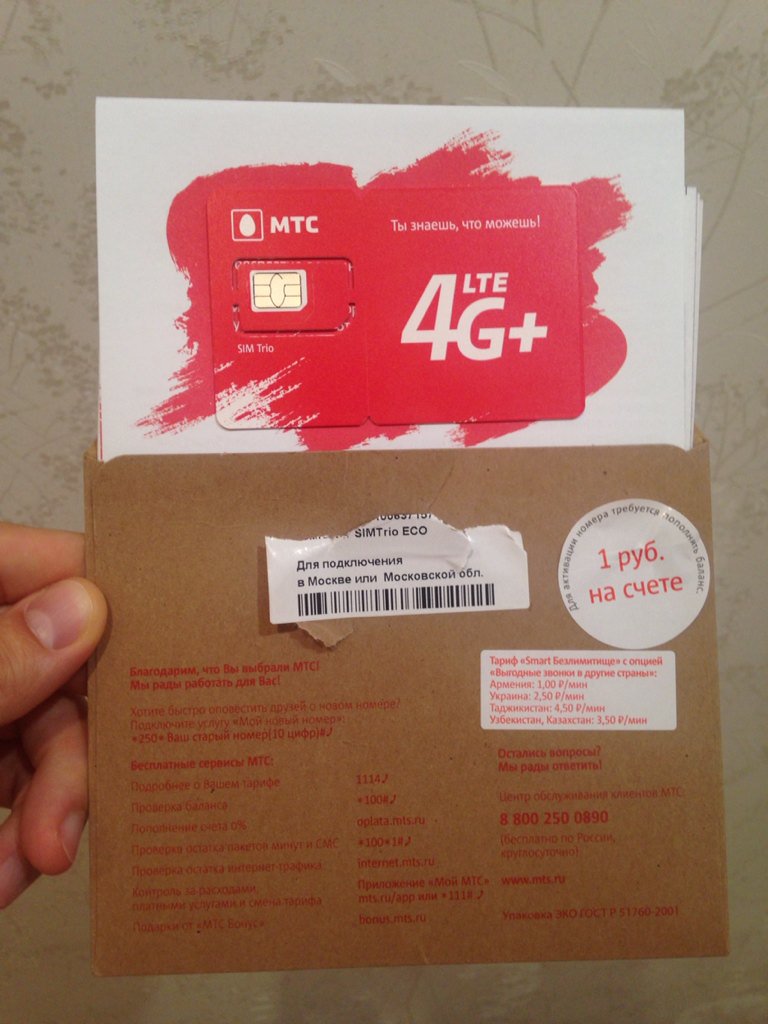 МТС
Ты знаешь, что можешь!
4G+ LTE
SIM Trio
SIMTrio ECO
Для подключения
в Москве или Московской обл.
Для активации номера требуется пополнить баланс.
1 руб.
на счете
Благодарим, что Вы выбрали МТС!
Мы рады работать для Вас!
Хотите быстро оповестить друзей о новом номере?
Подключите услугу «Мой новый номер»:
*250* Ваш старый номер(10 цифр)#
Бесплатные сервисы МТС:
Подробнее о Вашем тарифе 1114
Проверка баланса *100#
Пополнение счета 0% oplata.mts.ru
Проверка остатка пакетов минут и СМС *100*1#
Проверка остатка интернет-трафика internet.mts.ru
Контроль за расходами, Приложение «Мой МТС»
платными услугами и смена тарифа mts.ru/app или *111#
Подарки от «МТС Бонус» bonus.mts.ru
Тариф «Smart Безлимитище» с опцией
«Выгодные звонки в другие страны»:
Армения: 1,00 ₽/мин
Украина: 2,50 ₽/мин
Таджикистан: 4,50 ₽/мин
Узбекистан, Казахстан: 3,50 ₽/мин
Остались вопросы?
Мы рады ответить!
Центр обслуживания клиентов МТС:
8 800 250 0890
(бесплатно по России,
круглосуточно)
www.mts.ru
Упаковка ЭКО ГОСТ Р 51760-2001